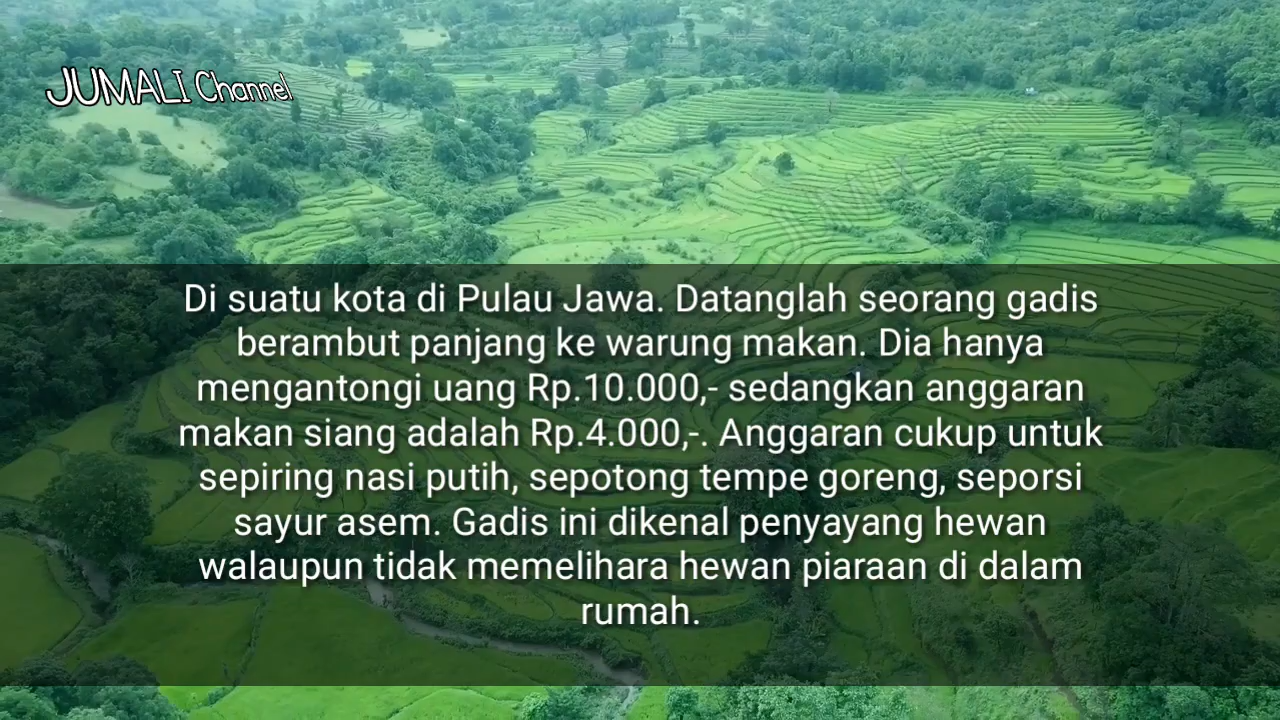 JUMALI Channel
Di suatu kota di Pulau Jawa. Datanglah seorang gadis
berambut panjang ke warung makan. Dia hanya
mengantongi uang Rp.10.000,- sedangkan anggaran
makan siang adalah Rp.4.000,-. Anggaran cukup untuk
sepiring nasi putih, sepotong tempe goreng, seporsi
sayur asem. Gadis ini dikenal penyayang hewan
walaupun tidak memelihara hewan piaraan di dalam
rumah.